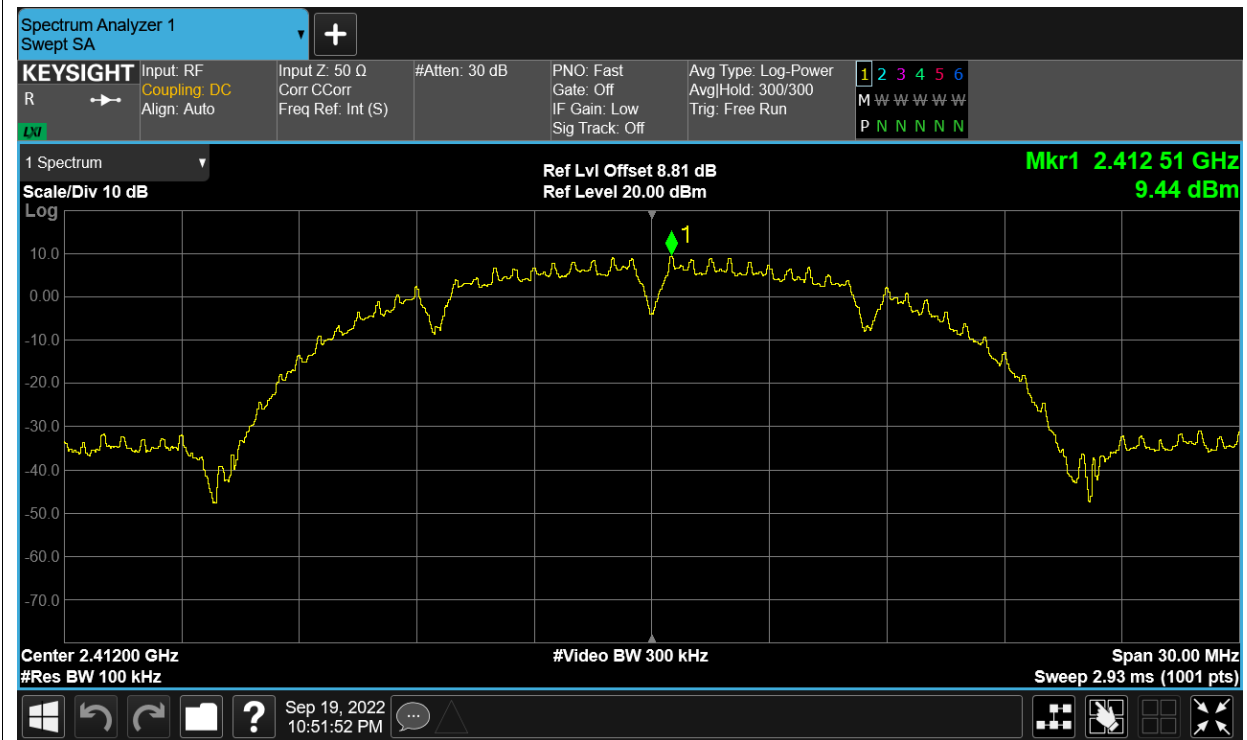 Spectrum Analyzer 1
Swept SA
+
KEYSIGHT
R
LXI
Input: RF
Coupling: DC
Align: Auto
Input Z: 50 Ω
Corr CCorr
Freq Ref: Int (S)
#Atten: 30 dB
PNO: Fast
Gate: Off
IF Gain: Low
Sig Track: Off
Avg Type: Log-Power
Avg|Hold: 300/300
Trig: Free Run
1 2 3 4 5 6
M W W W W W
P N N N N N
1 Spectrum
Scale/Div 10 dB
Log
Ref Lvl Offset 8.81 dB
Ref Level 20.00 dBm
Mkr1 2.412 51 GHz
9.44 dBm
1
10.0
0.00
-10.0
-20.0
-30.0
-40.0
-50.0
-60.0
-70.0
Center 2.41200 GHz
#Res BW 100 kHz
#Video BW 300 kHz
Span 30.00 MHz
Sweep 2.93 ms (1001 pts)
?
Sep 19, 2022
10:51:52 PM